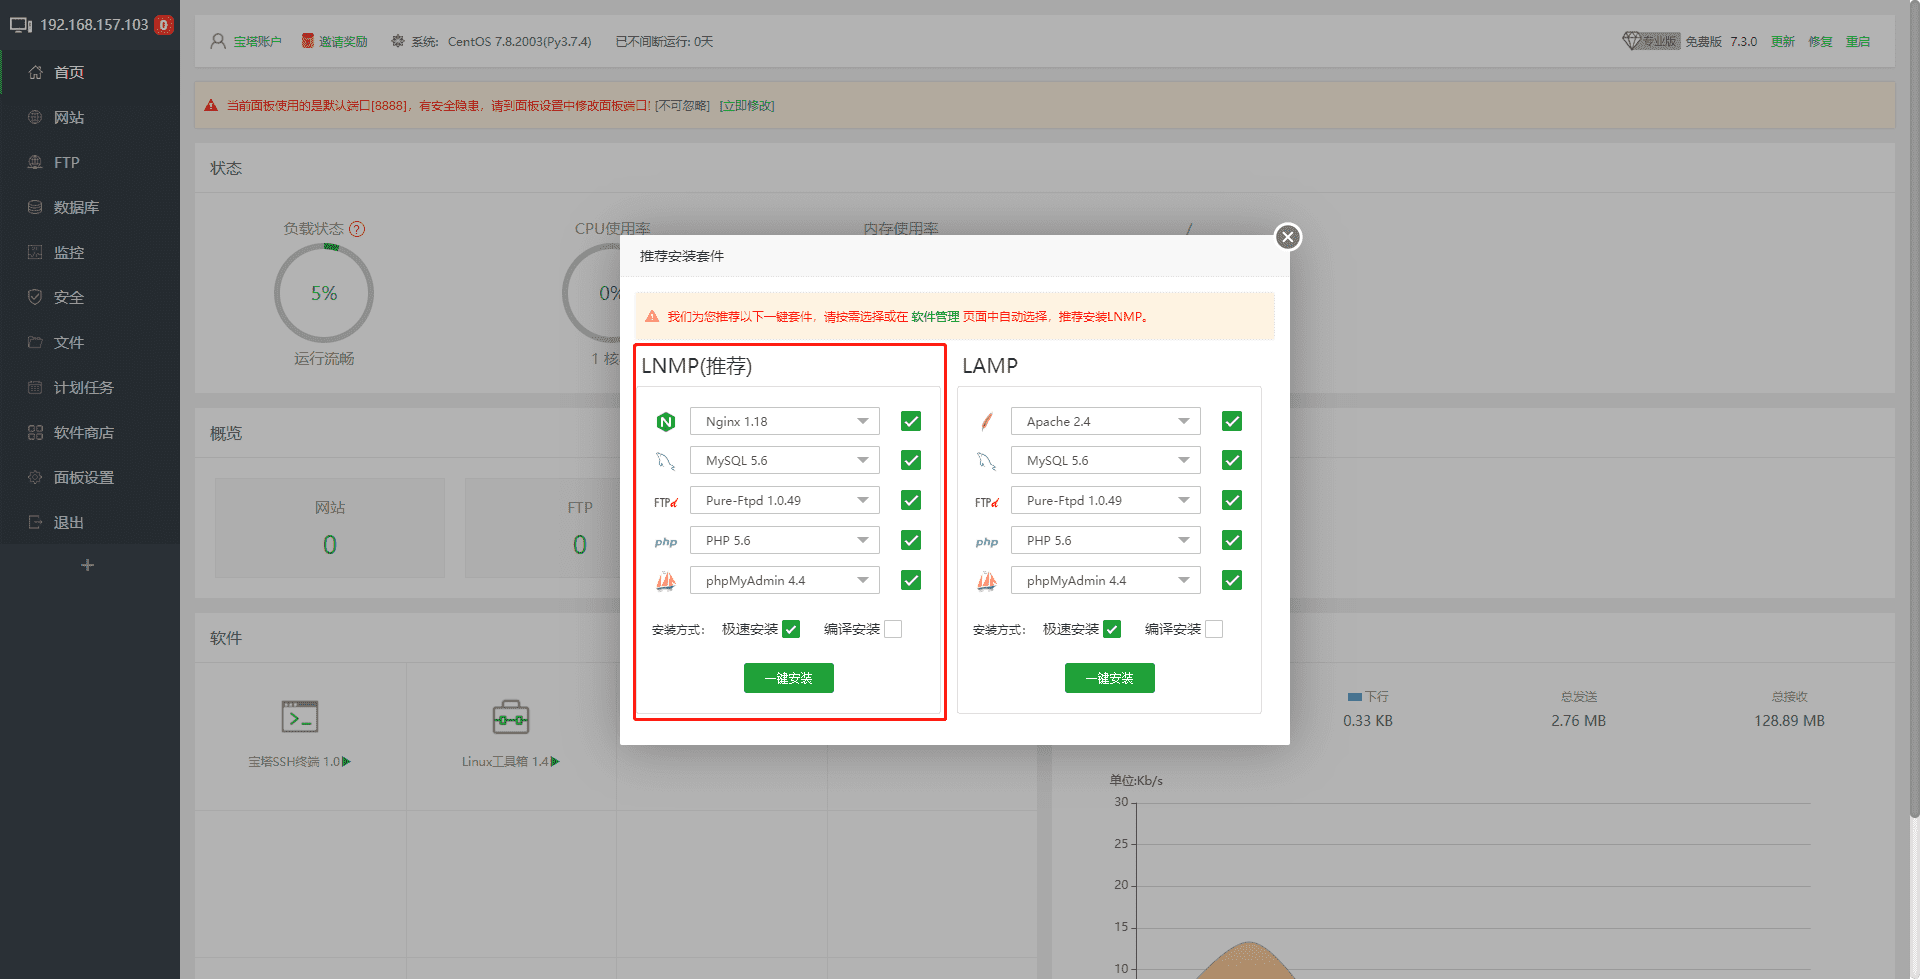 192.168.157.103 0
首页
网站
FTP
数据库
监控
安全
文件
计划任务
软件商店
面板设置
退出
宝塔账户 邀请奖励 系统: CentOS 7.8.2003(Py3.7.4) 已不间断运行: 0天
专业版 免费版 7.3.0 更新 修复 重启
当前面板使用的是默认端口[8888]，有安全隐患，请到面板设置中修改面板端口! [不可忽略] [立即修改]
状态
负载状态 ?
CPU使用率
内存使用率
/
5%
0%
运行流畅
1 核
推荐安装套件
我们为您推荐以下一键套件，请按需选择或在 软件管理 页面中自动选择，推荐安装LNMP。
LNMP(推荐)
Nginx 1.18
MySQL 5.6
FTPd Pure-Ftpd 1.0.49
php PHP 5.6
phpMyAdmin 4.4
安装方式: 极速安装 编译安装
一键安装
LAMP
Apache 2.4
MySQL 5.6
FTPd Pure-Ftpd 1.0.49
php PHP 5.6
phpMyAdmin 4.4
安装方式: 极速安装 编译安装
一键安装
概览
网站
0
FTP
0
软件
宝塔SSH终端 1.0
Linux工具箱 1.4
下行
0.33 KB
总发送
2.76 MB
总接收
128.89 MB
单位:Kb/s
30
25
20
15
10